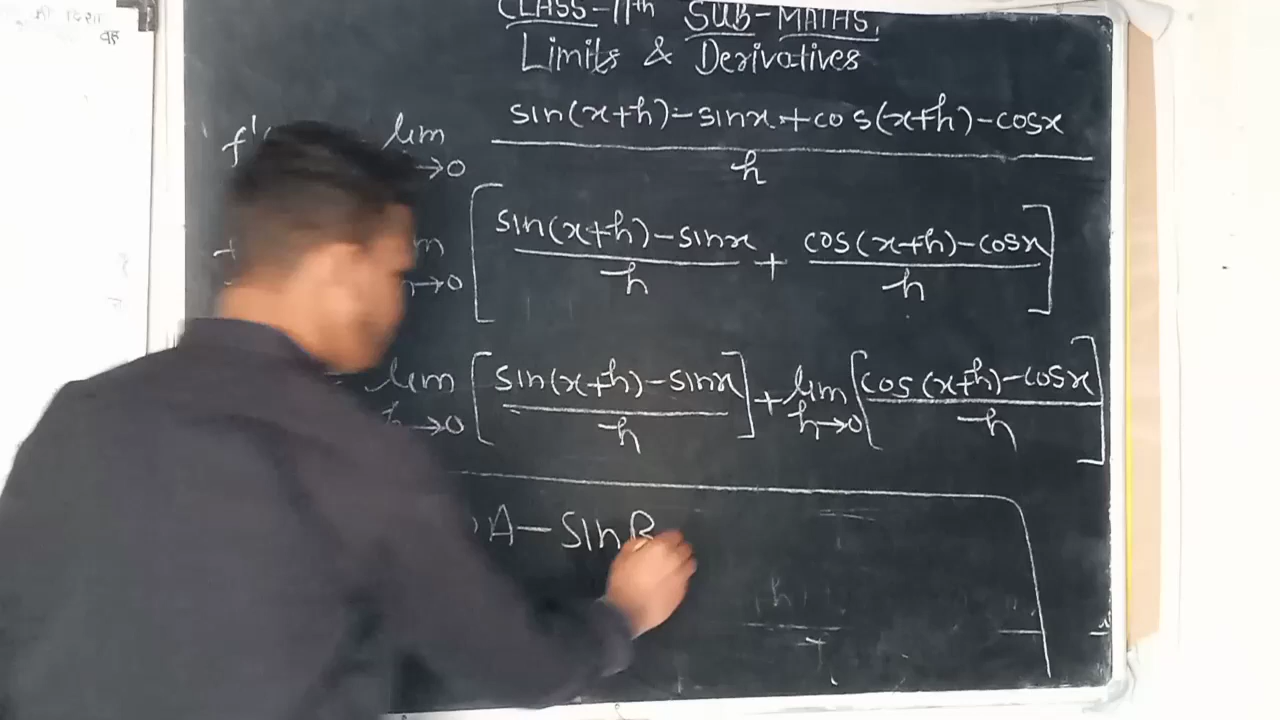 की दिशा
वह
CLASS-11th SUB-MATHS,
Limits & Derivatives
f'( lim h→0 sin(x+h)-sinx+cos(x+h)-cosx / h
h→0 [ sin(x+h)-sinx / h + cos(x+h)-cosx / h ]
= lim h→0 [ sin(x+h)-sinx / h ] + lim h→0 [ cos(x+h)-cosx / h ]
A-SinB